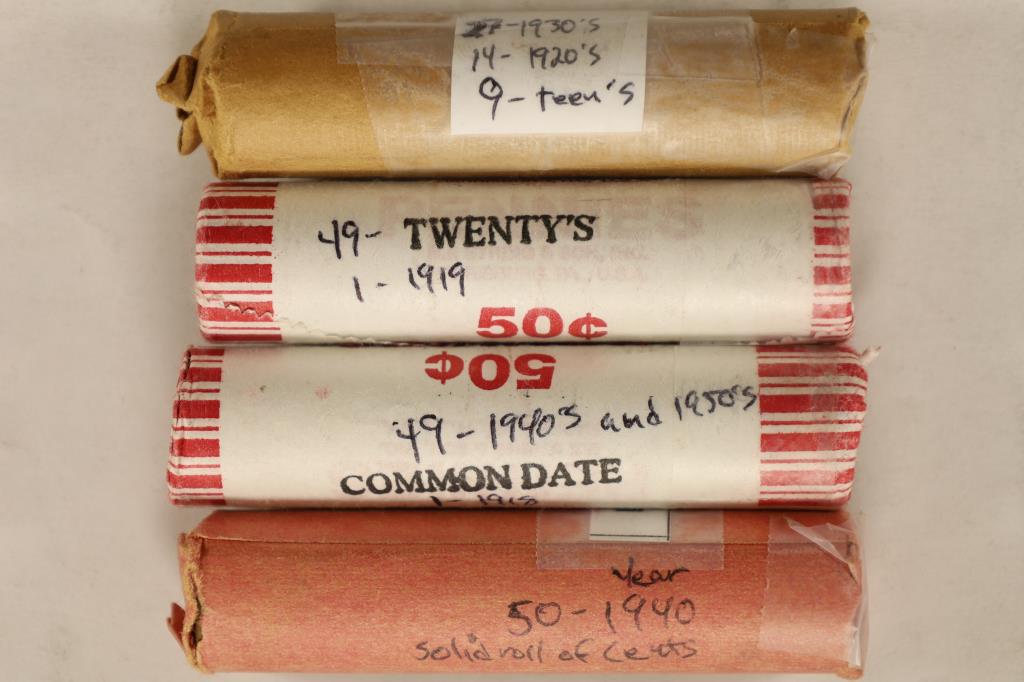 27-1930's
14-1920's
9-teen's
49- TWENTY'S
1-1919
50¢
50¢
49-1940's and 1950's
COMMON DATE
year
50-1940
solid roll of cents